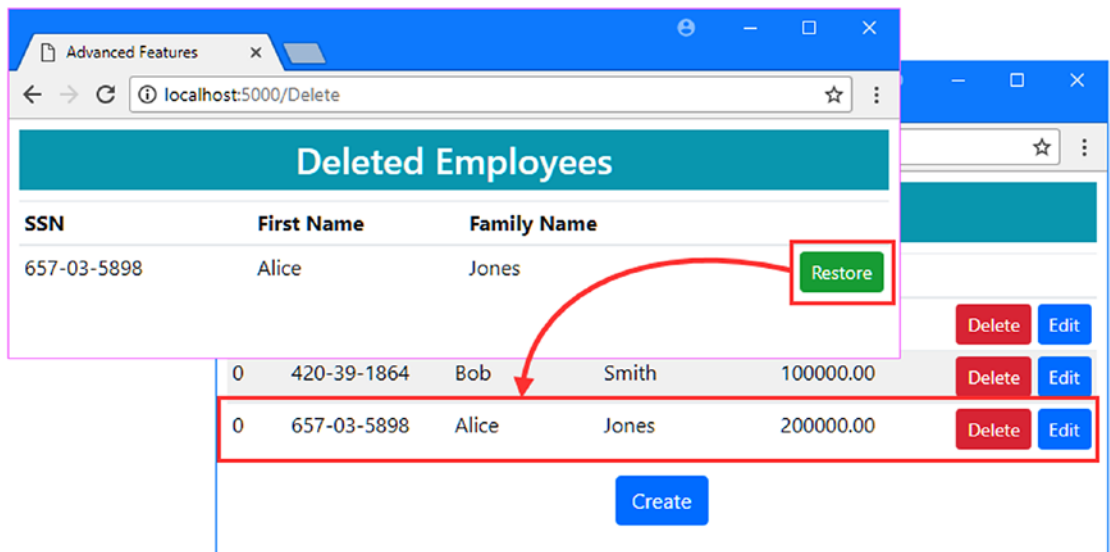 Advanced Features
localhost:5000/Delete
Deleted Employees
SSN First Name Family Name
657-03-5898 Alice Jones Restore
Delete Edit
0 420-39-1864 Bob Smith 100000.00 Delete Edit
0 657-03-5898 Alice Jones 200000.00 Delete Edit
Create